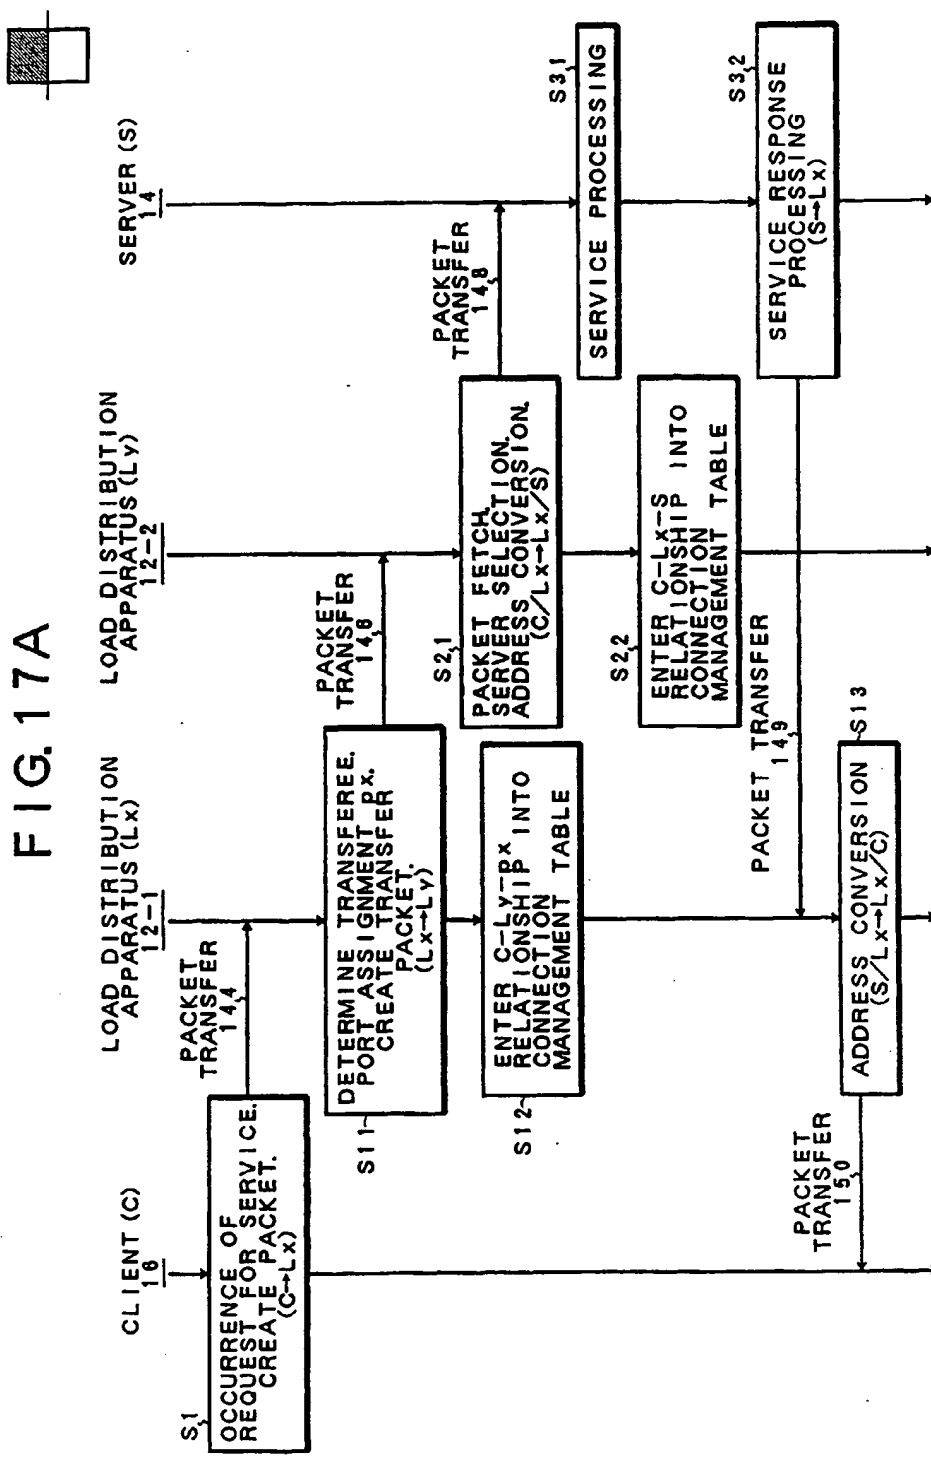 FIG. 17A
CLIENT (C)
16
LOAD DISTRIBUTION
APPARATUS (Lx)
12-1
LOAD DISTRIBUTION
APPARATUS (Ly)
12-2
SERVER (S)
14
S1
OCCURRENCE OF
REQUEST FOR SERVICE.
CREATE PACKET.
(C→Lx)
PACKET
TRANSFER
144
S11
DETERMINE TRANSFEREE.
PORT ASSIGNMENT px.
CREATE TRANSFER
PACKET.
(Lx→Ly)
PACKET
TRANSFER
146
S12
ENTER C-Ly-px
RELATIONSHIP INTO
CONNECTION
MANAGEMENT TABLE
S21
PACKET FETCH.
SERVER SELECTION.
ADDRESS CONVERSION.
(C/Lx→Lx/S)
PACKET
TRANSFER
148
S22
ENTER C-Lx-S
RELATIONSHIP INTO
CONNECTION
MANAGEMENT TABLE
S31
SERVICE PROCESSING
S32
SERVICE RESPONSE
PROCESSING
(S→Lx)
PACKET TRANSFER
149
S13
ADDRESS CONVERSION
(S/Lx→Lx/C)
PACKET
TRANSFER
150